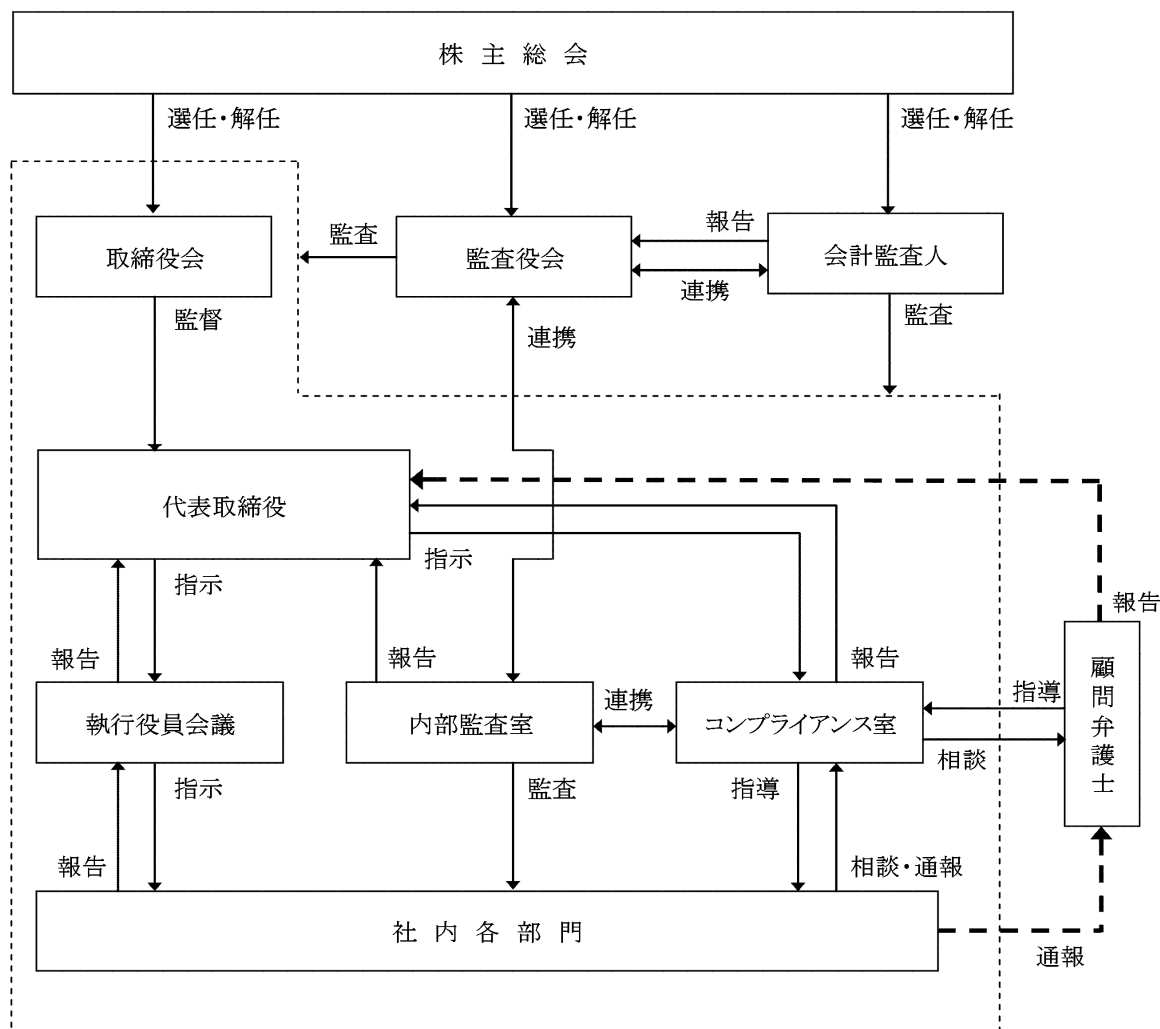 株主総会
選任・解任
選任・解任
選任・解任
取締役会
監査
監査役会
報告
連携
会計監査人
監督
連携
監査
代表取締役
指示
指示
報告
報告
報告
報告
執行役員会議
内部監査室
連携
コンプライアンス室
指導
相談
顧問弁護士
指示
監査
指導
報告
相談・通報
社内各部門
通報